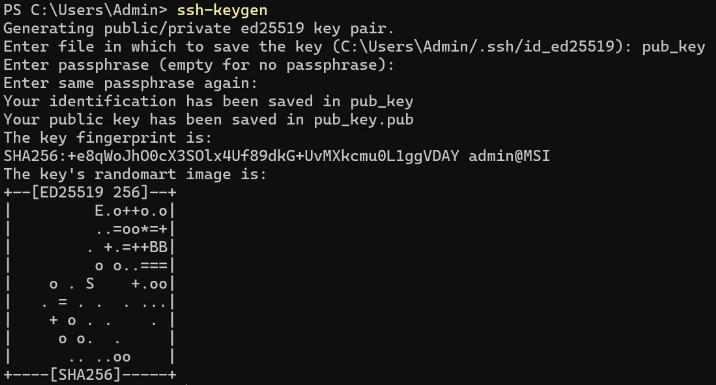 PS C:\Users\Admin> ssh-keygen
Generating public/private ed25519 key pair.
Enter file in which to save the key (C:\Users\Admin/.ssh/id_ed25519): pub_key
Enter passphrase (empty for no passphrase):
Enter same passphrase again:
Your identification has been saved in pub_key
Your public key has been saved in pub_key.pub
The key fingerprint is:
SHA256:+e8qWoJhO0cX3SOlx4Uf89dkG+UvMXkcmu0L1ggVDAY admin@MSI
The key's randomart image is:
+--[ED25519 256]--+
|          E.o++o.o|
|          ..=oo*=+|
|         . +.=++BB|
|          o o..===|
|     o . S    +.oo|
|    . = . .  . ...|
|     + o . .    . |
|      o o.  .     |
|       .. ..oo    |
+----[SHA256]-----+